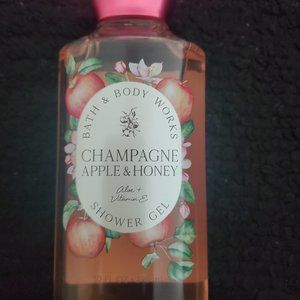 BATH & BODY WORKS
CHAMPAGNE
APPLE & HONEY
Aloe +
Vitamin E
SHOWER GEL